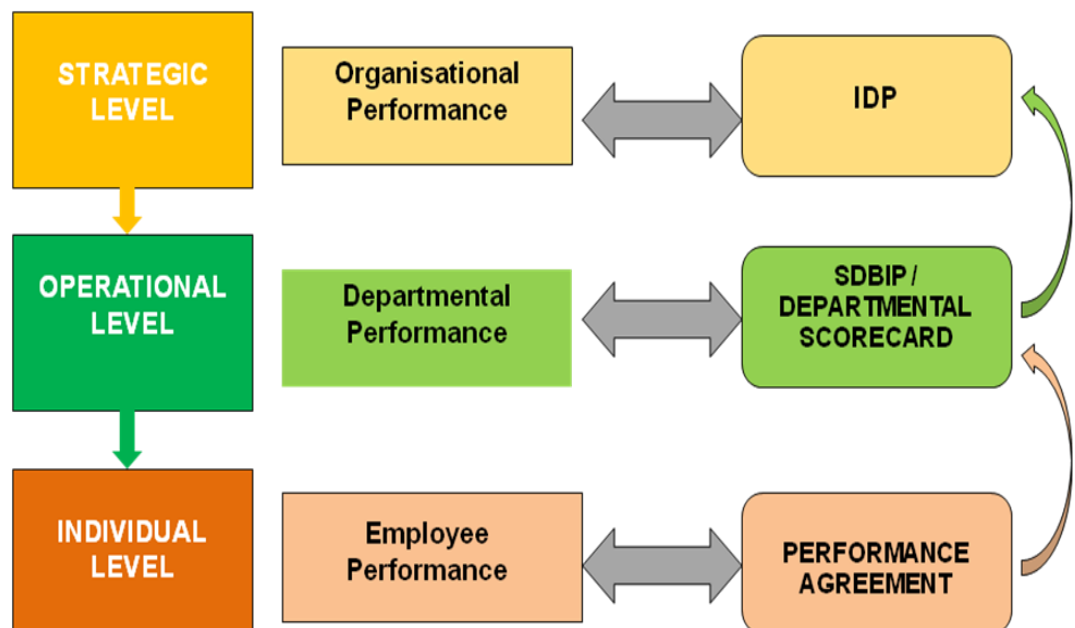 STRATEGIC
LEVEL
Organisational
Performance
IDP
OPERATIONAL
LEVEL
Departmental
Performance
SDBIP /
DEPARTMENTAL
SCORECARD
INDIVIDUAL
LEVEL
Employee
Performance
PERFORMANCE
AGREEMENT